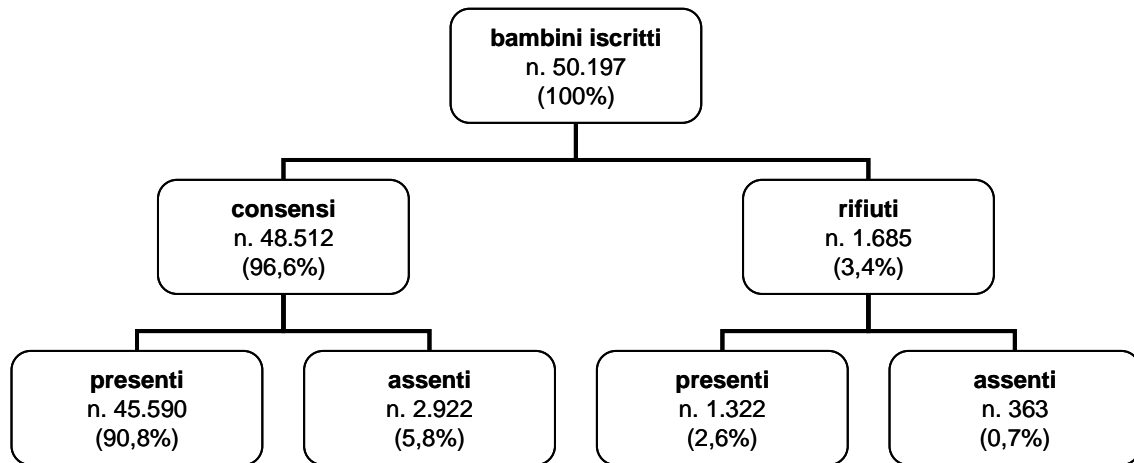 bambini iscritti
n. 50.197
(100%)
consensi
n. 48.512
(96,6%)
rifiuti
n. 1.685
(3,4%)
presenti
n. 45.590
(90,8%)
assenti
n. 2.922
(5,8%)
presenti
n. 1.322
(2,6%)
assenti
n. 363
(0,7%)